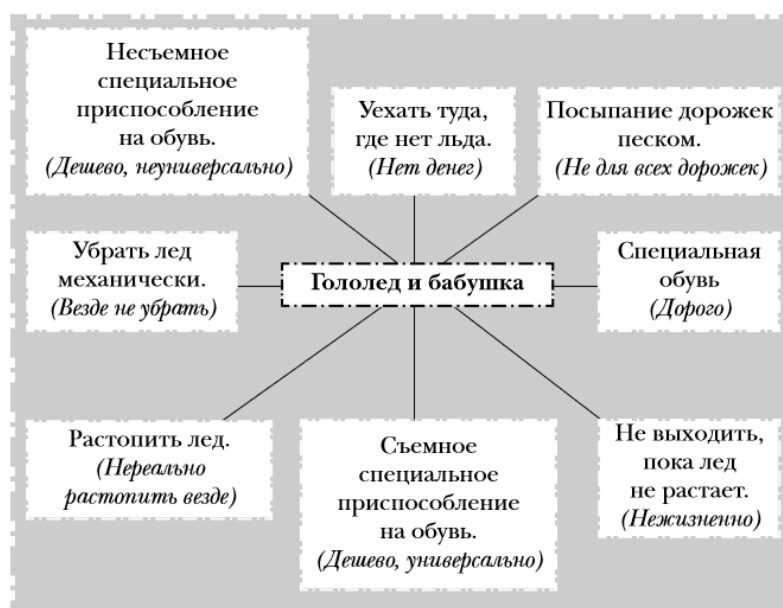 Несъемное
специальное
приспособление
на обувь.
(Дешево, неуниверсально)
Уехать туда,
где нет льда.
(Нет денег)
Посыпание дорожек
песком.
(Не для всех дорожек)
Убрать лед
механически.
(Везде не убрать)
Гололед и бабушка
Специальная
обувь
(Дорого)
Растопить лед.
(Нереально
растопить везде)
Съемное
специальное
приспособление
на обувь.
(Дешево, универсально)
Не выходить,
пока лед
не растает.
(Нежизненно)